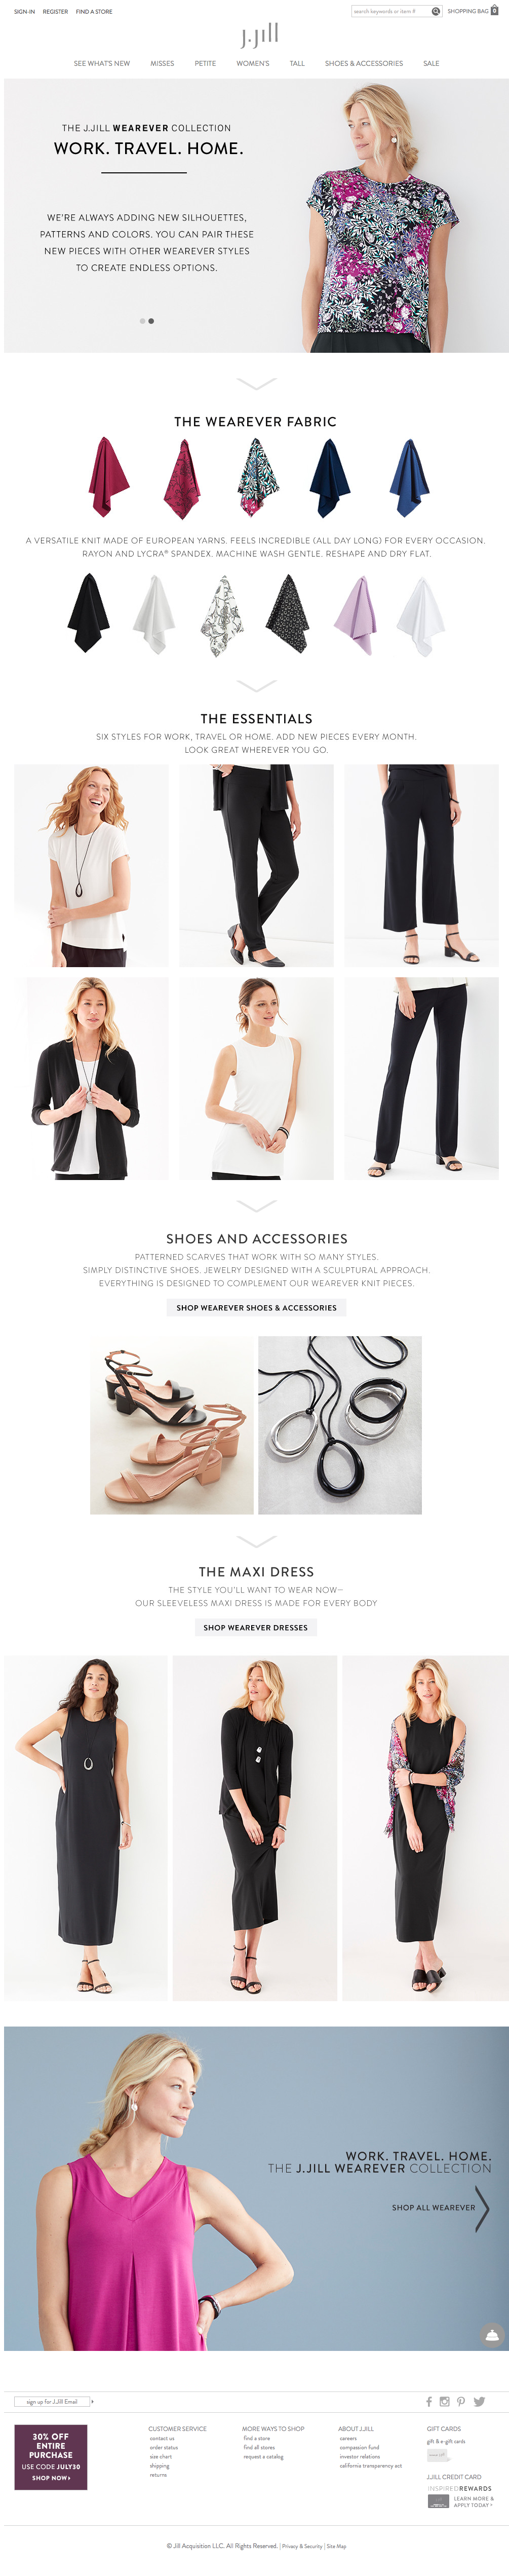 SIGN-IN REGISTER FIND A STORE
search keywords or item #
SHOPPING BAG 0
J.Jill
SEE WHAT'S NEW MISSES PETITE WOMEN'S TALL SHOES & ACCESSORIES SALE
THE J.JILL WEAREVER COLLECTION
WORK. TRAVEL. HOME.
WE'RE ALWAYS ADDING NEW SILHOUETTES,
PATTERNS AND COLORS. YOU CAN PAIR THESE
NEW PIECES WITH OTHER WEAREVER STYLES
TO CREATE ENDLESS OPTIONS.
THE WEAREVER FABRIC
A VERSATILE KNIT MADE OF EUROPEAN YARNS. FEELS INCREDIBLE (ALL DAY LONG) FOR EVERY OCCASION.
RAYON AND LYCRA® SPANDEX. MACHINE WASH GENTLE. RESHAPE AND DRY FLAT.
THE ESSENTIALS
SIX STYLES FOR WORK, TRAVEL OR HOME. ADD NEW PIECES EVERY MONTH.
LOOK GREAT WHEREVER YOU GO.
SHOES AND ACCESSORIES
PATTERNED SCARVES THAT WORK WITH SO MANY STYLES.
SIMPLY DISTINCTIVE SHOES. JEWELRY DESIGNED WITH A SCULPTURAL APPROACH.
EVERYTHING IS DESIGNED TO COMPLEMENT OUR WEAREVER KNIT PIECES.
SHOP WEAREVER SHOES & ACCESSORIES
THE MAXI DRESS
THE STYLE YOU'LL WANT TO WEAR NOW—
OUR SLEEVELESS MAXI DRESS IS MADE FOR EVERY BODY
SHOP WEAREVER DRESSES
WORK. TRAVEL. HOME.
THE J.JILL WEAREVER COLLECTION
SHOP ALL WEAREVER
sign up for J.Jill Email
30% OFF
ENTIRE
PURCHASE
USE CODE JULY30
SHOP NOW
CUSTOMER SERVICE
contact us
order status
size chart
shipping
returns
MORE WAYS TO SHOP
find a store
find all stores
request a catalog
ABOUT J.JILL
careers
compassion fund
investor relations
california transparency act
GIFT CARDS
gift & e-gift cards
J.JILL CREDIT CARD
INSPIREDREWARDS
LEARN MORE &
APPLY TODAY >
© Jill Acquisition LLC. All Rights Reserved. | Privacy & Security | Site Map